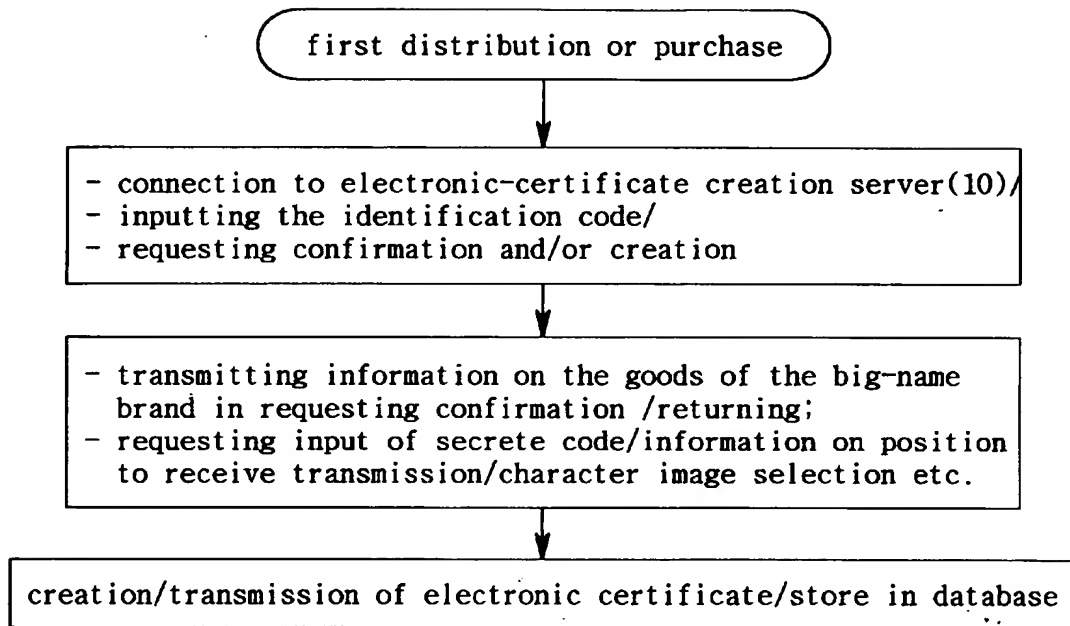 first distribution or purchase
- connection to electronic-certificate creation server(10)/
- inputting the identification code/
- requesting confirmation and/or creation
- transmitting information on the goods of the big-name
brand in requesting confirmation /returning;
- requesting input of secrete code/information on position
to receive transmission/character image selection etc.
creation/transmission of electronic certificate/store in database